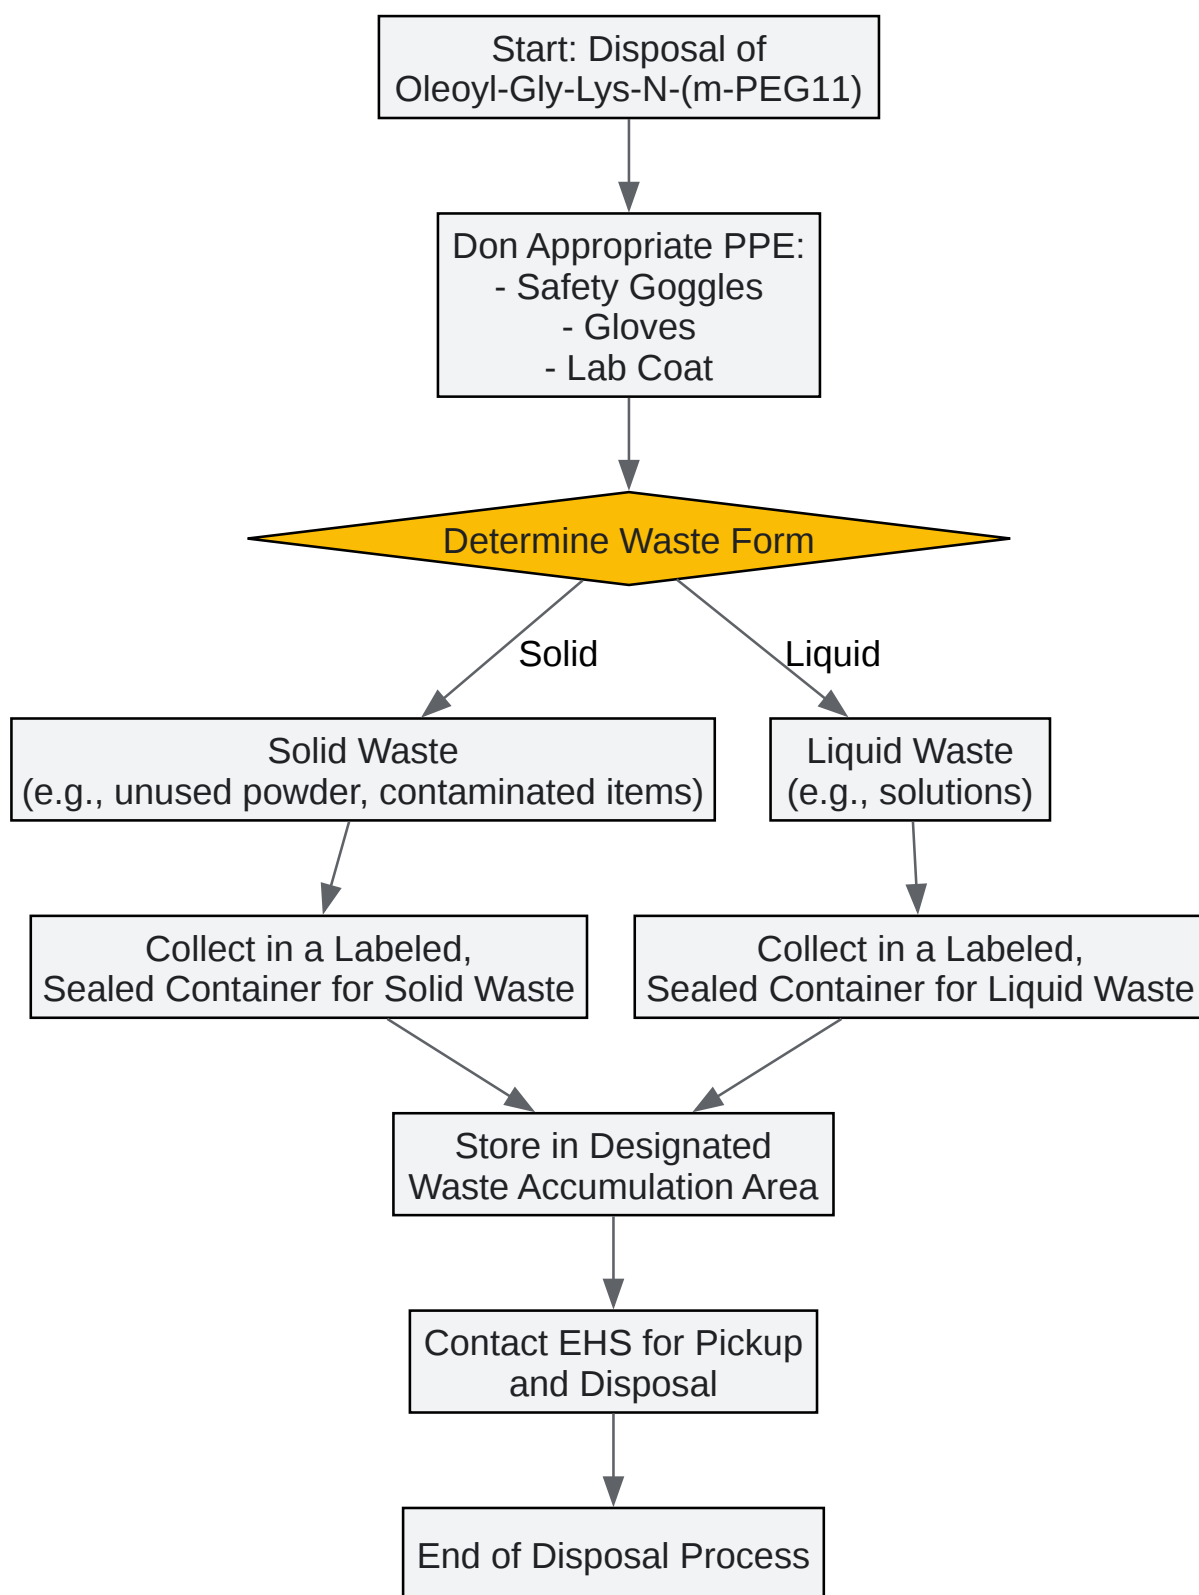 Start: Disposal of
Oleoyl-Gly-Lys-N-(m-PEG11)
Don Appropriate PPE:
- Safety Goggles
- Gloves
- Lab Coat
Determine Waste Form
Solid
Liquid
Solid Waste
(e.g., unused powder, contaminated items)
Liquid Waste
(e.g., solutions)
Collect in a Labeled,
Sealed Container for Solid Waste
Collect in a Labeled,
Sealed Container for Liquid Waste
Store in Designated
Waste Accumulation Area
Contact EHS for Pickup
and Disposal
End of Disposal Process